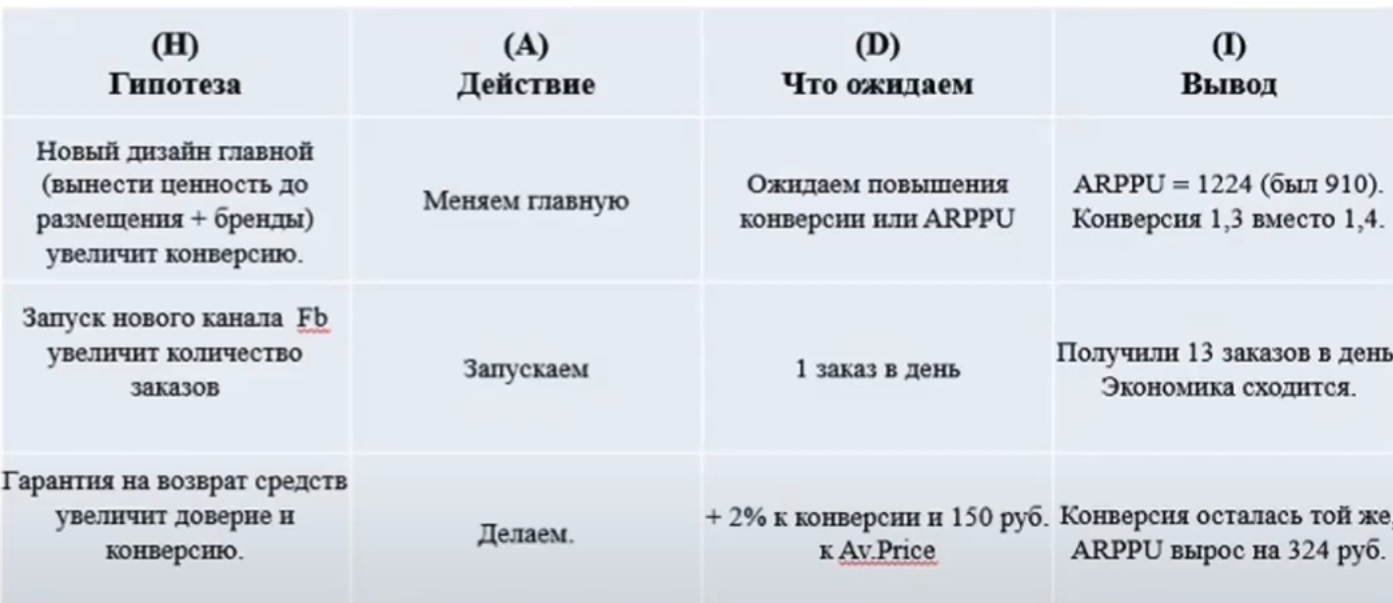 (H)
Гипотеза
(A)
Действие
(D)
Что ожидаем
(I)
Вывод
Новый дизайн главной
(вынести ценность до
размещения + бренды)
увеличит конверсию.
Меняем главную
Ожидаем повышения
конверсии или ARPPU
ARPPU = 1224 (был 910).
Конверсия 1,3 вместо 1,4.
Запуск нового канала Fb
увеличит количество
заказов
Запускаем
1 заказ в день
Получили 13 заказов в день
Экономика сходится.
Гарантия на возврат средств
увеличит доверие и
конверсию.
Делаем.
+ 2% к конверсии и 150 руб.
к Av.Price
Конверсия осталась той же,
ARPPU вырос на 324 руб.